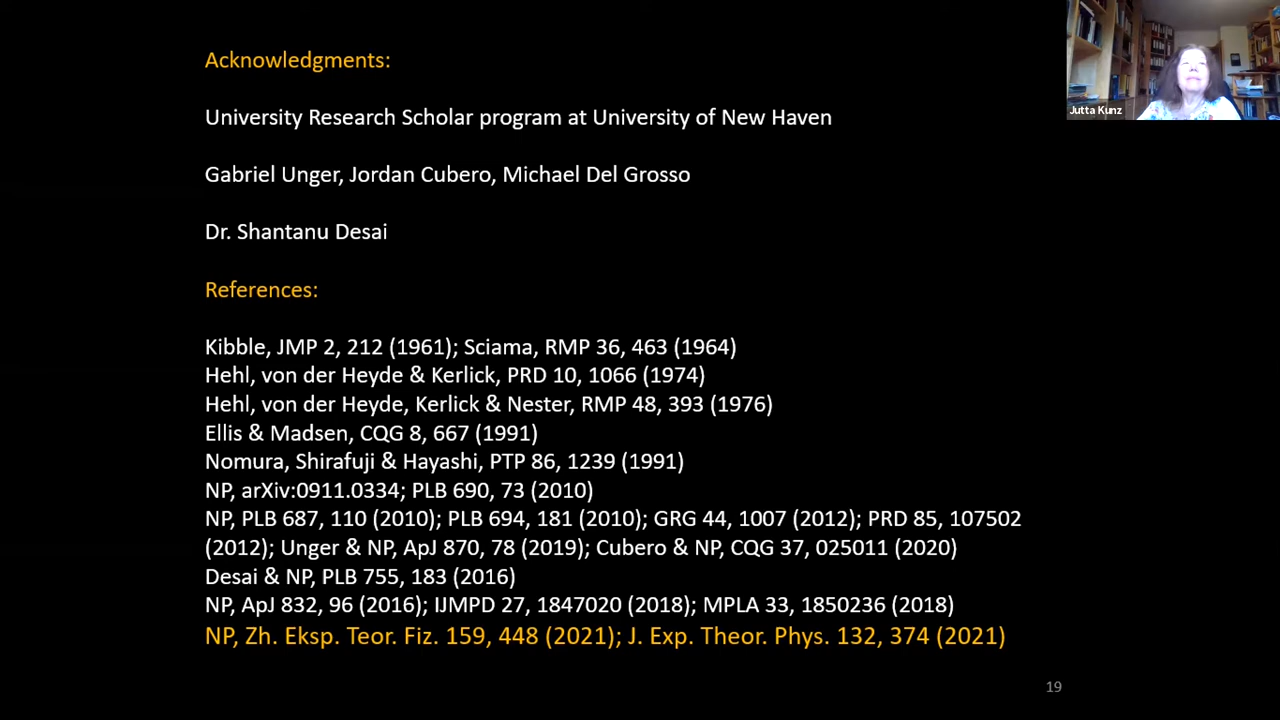 Acknowledgments:
University Research Scholar program at University of New Haven
Gabriel Unger, Jordan Cubero, Michael Del Grosso
Dr. Shantanu Desai
References:
Kibble, JMP 2, 212 (1961); Sciama, RMP 36, 463 (1964)
Hehl, von der Heyde & Kerlick, PRD 10, 1066 (1974)
Hehl, von der Heyde, Kerlick & Nester, RMP 48, 393 (1976)
Ellis & Madsen, CQG 8, 667 (1991)
Nomura, Shirafuji & Hayashi, PTP 86, 1239 (1991)
NP, arXiv:0911.0334; PLB 690, 73 (2010)
NP, PLB 687, 110 (2010); PLB 694, 181 (2010); GRG 44, 1007 (2012); PRD 85, 107502
(2012); Unger & NP, ApJ 870, 78 (2019); Cubero & NP, CQG 37, 025011 (2020)
Desai & NP, PLB 755, 183 (2016)
NP, ApJ 832, 96 (2016); IJMPD 27, 1847020 (2018); MPLA 33, 1850236 (2018)
NP, Zh. Eksp. Teor. Fiz. 159, 448 (2021); J. Exp. Theor. Phys. 132, 374 (2021)
19
Jutta Kunz